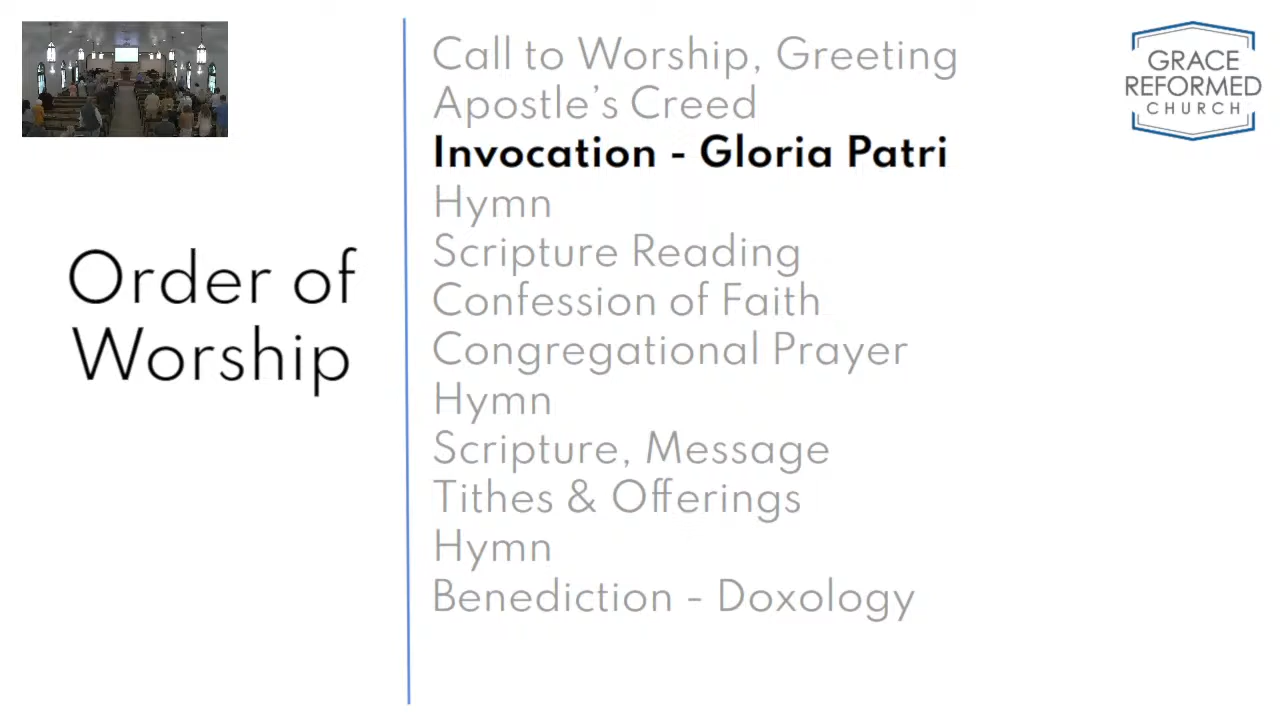 Order of
Worship
Call to Worship, Greeting
Apostle's Creed
Invocation - Gloria Patri
Hymn
Scripture Reading
Confession of Faith
Congregational Prayer
Hymn
Scripture, Message
Tithes & Offerings
Hymn
Benediction - Doxology
GRACE
REFORMED
CHURCH